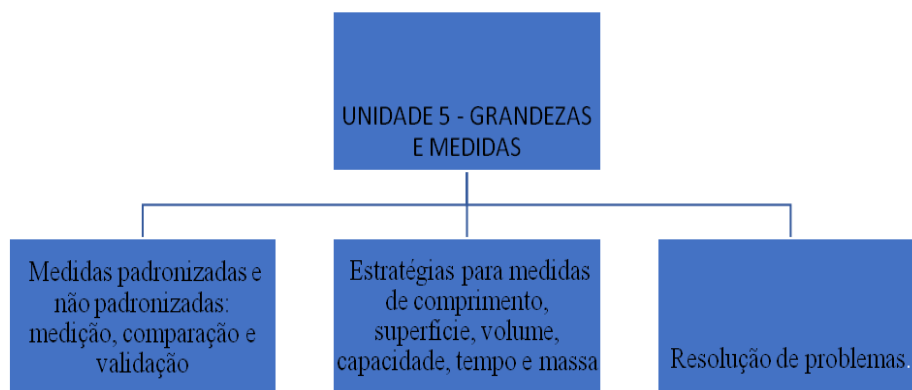 UNIDADE 5 - GRANDEZAS
E MEDIDAS
Medidas padronizadas e
não padronizadas:
medição, comparação e
validação
Estratégias para medidas
de comprimento,
superfície, volume,
capacidade, tempo e massa
Resolução de problemas.